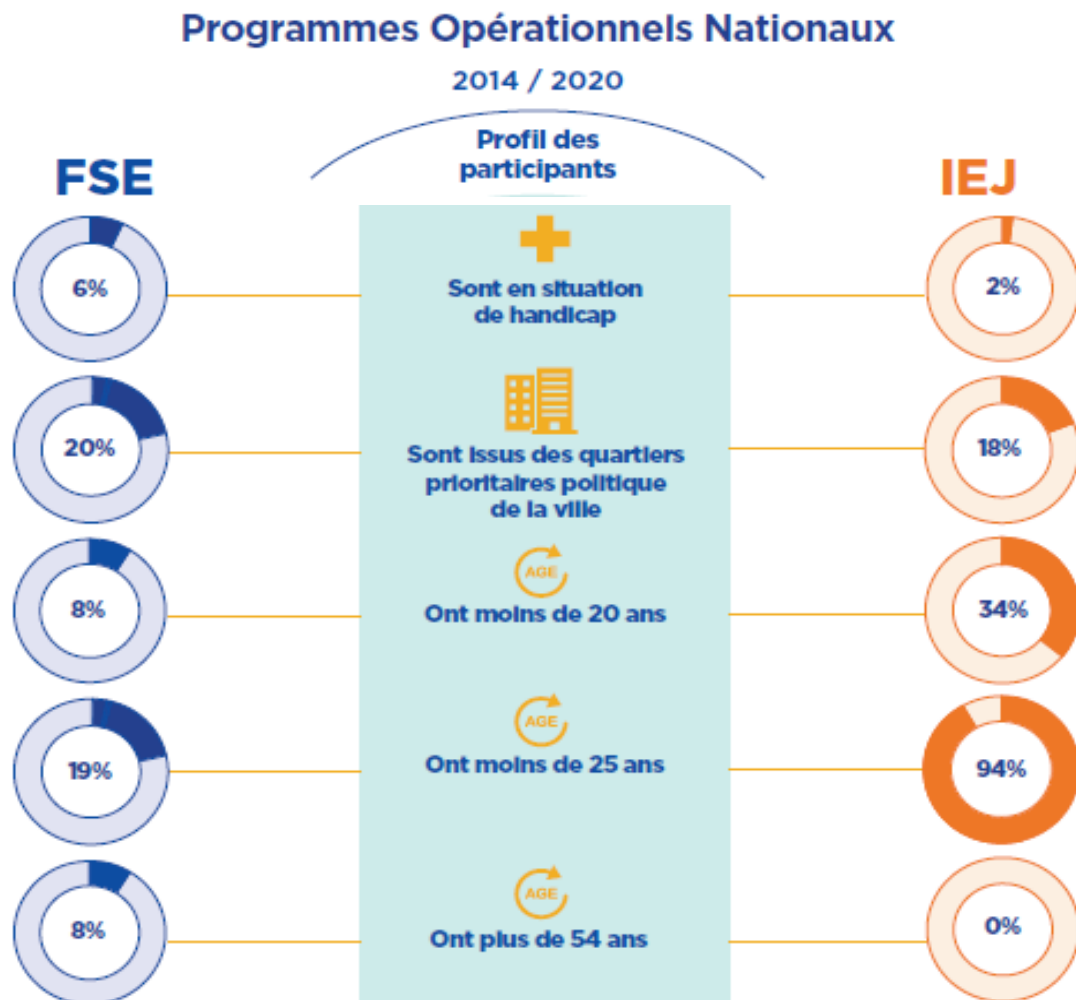 Programmes Opérationnels Nationaux
2014 / 2020
Profil des
participants
FSE
IEJ
6%
Sont en situation
de handicap
2%
20%
Sont issus des quartiers
prioritaires politique
de la ville
18%
AGE
8%
Ont moins de 20 ans
34%
AGE
19%
Ont moins de 25 ans
94%
AGE
8%
Ont plus de 54 ans
0%